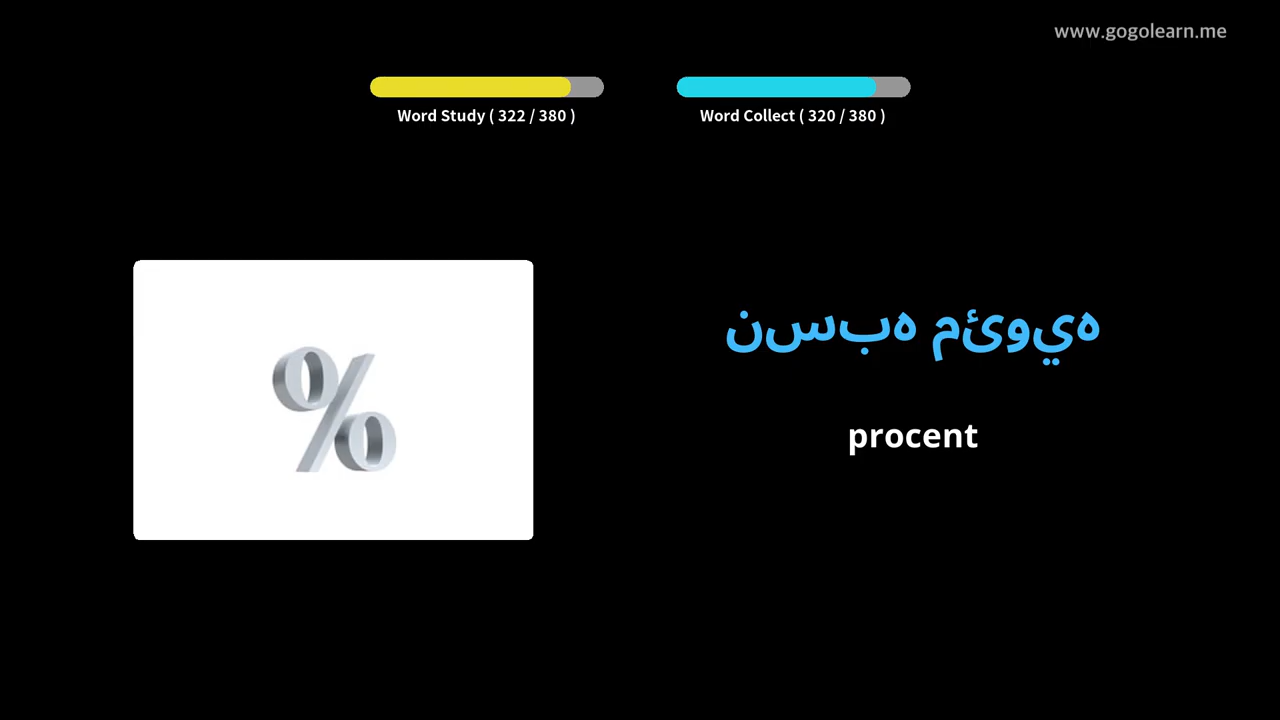 www.gogolearn.me
Word Study ( 322 / 380 )
Word Collect ( 320 / 380 )
%
نسبه مئويه
procent